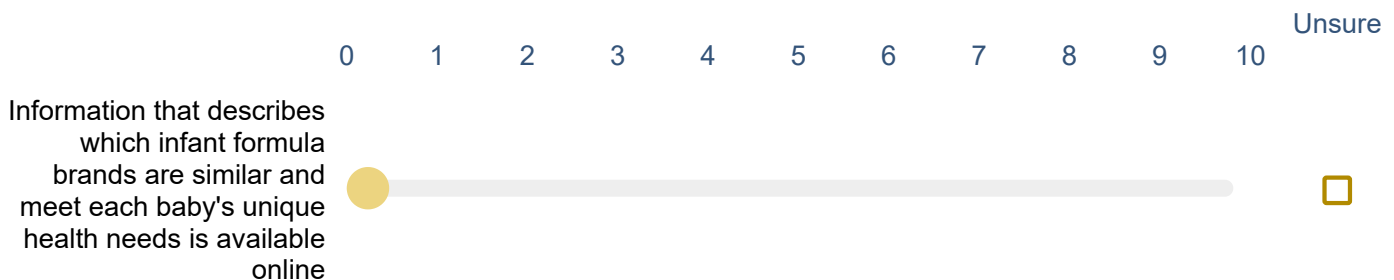 Unsure
0 1 2 3 4 5 6 7 8 9 10
Information that describes
which infant formula
brands are similar and
meet each baby's unique
health needs is available
online